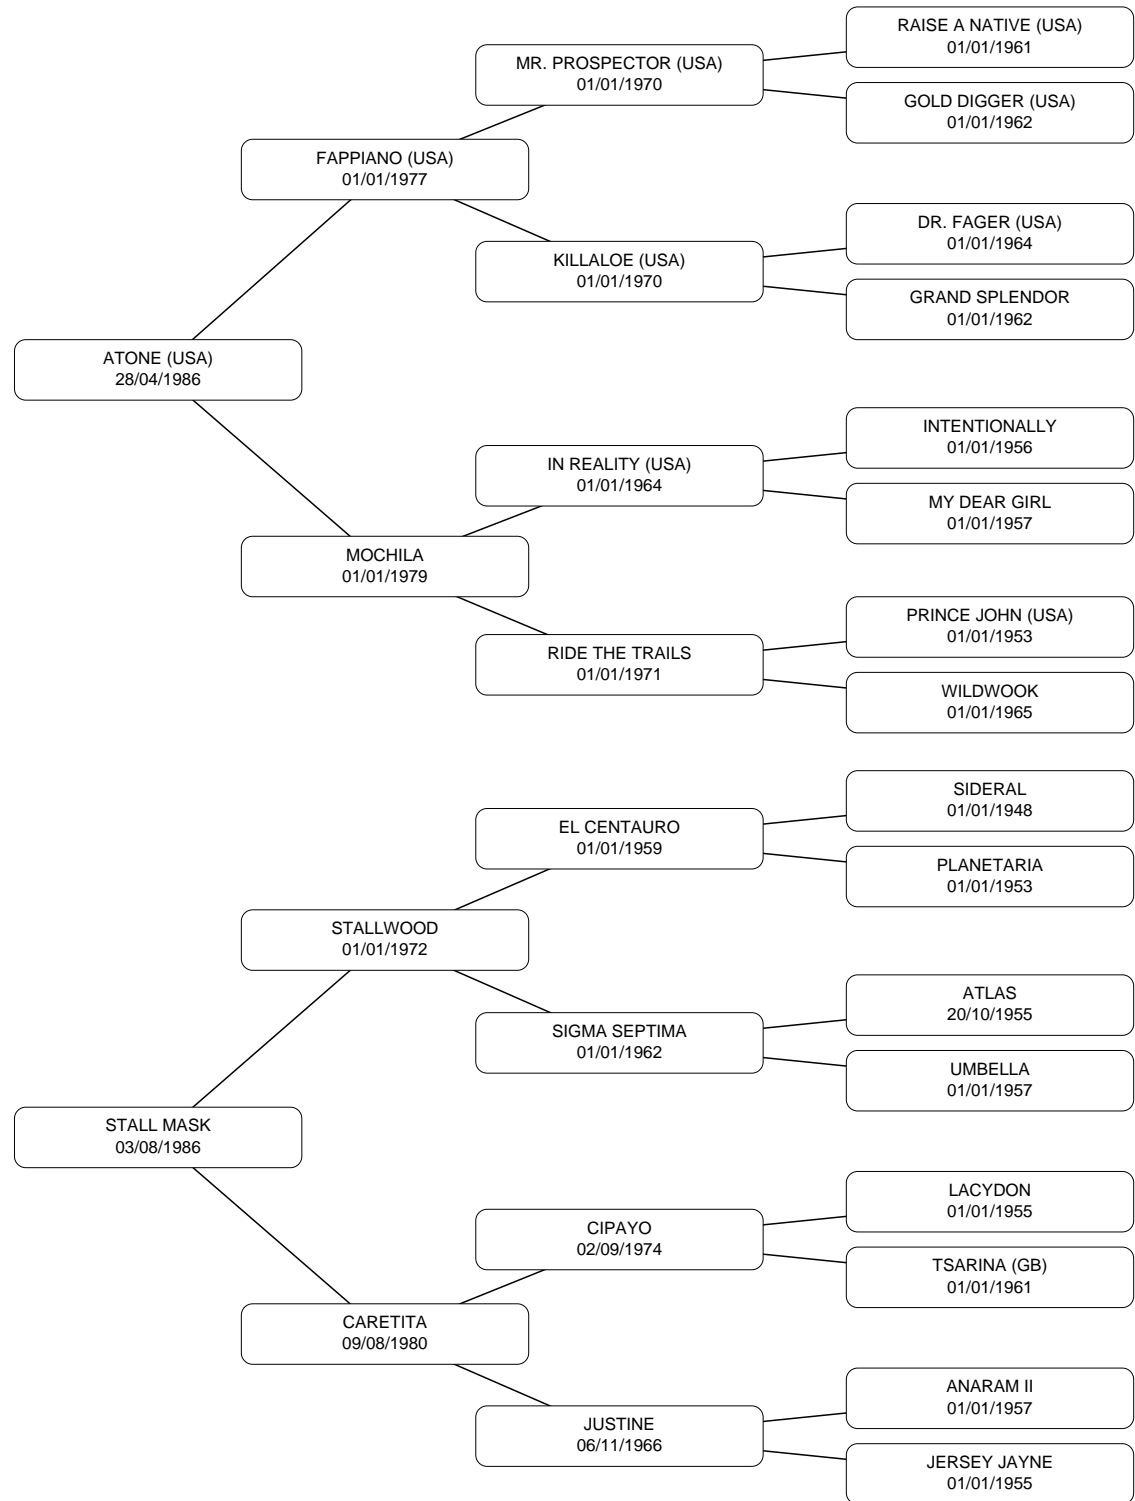 RAISE A NATIVE (USA)
01/01/1961
MR. PROSPECTOR (USA)
01/01/1970
GOLD DIGGER (USA)
01/01/1962
FAPPIANO (USA)
01/01/1977
DR. FAGER (USA)
01/01/1964
KILLALOE (USA)
01/01/1970
GRAND SPLENDOR
01/01/1962
ATONE (USA)
28/04/1986
INTENTIONALLY
01/01/1956
IN REALITY (USA)
01/01/1964
MY DEAR GIRL
01/01/1957
MOCHILA
01/01/1979
PRINCE JOHN (USA)
01/01/1953
RIDE THE TRAILS
01/01/1971
WILDWOOK
01/01/1965
SIDERAL
01/01/1948
EL CENTAURO
01/01/1959
PLANETARIA
01/01/1953
STALLWOOD
01/01/1972
ATLAS
20/10/1955
SIGMA SEPTIMA
01/01/1962
UMBELLA
01/01/1957
STALL MASK
03/08/1986
LACYDON
01/01/1955
CIPAYO
02/09/1974
TSARINA (GB)
01/01/1961
CARETITA
09/08/1980
ANARAM II
01/01/1957
JUSTINE
06/11/1966
JERSEY JAYNE
01/01/1955